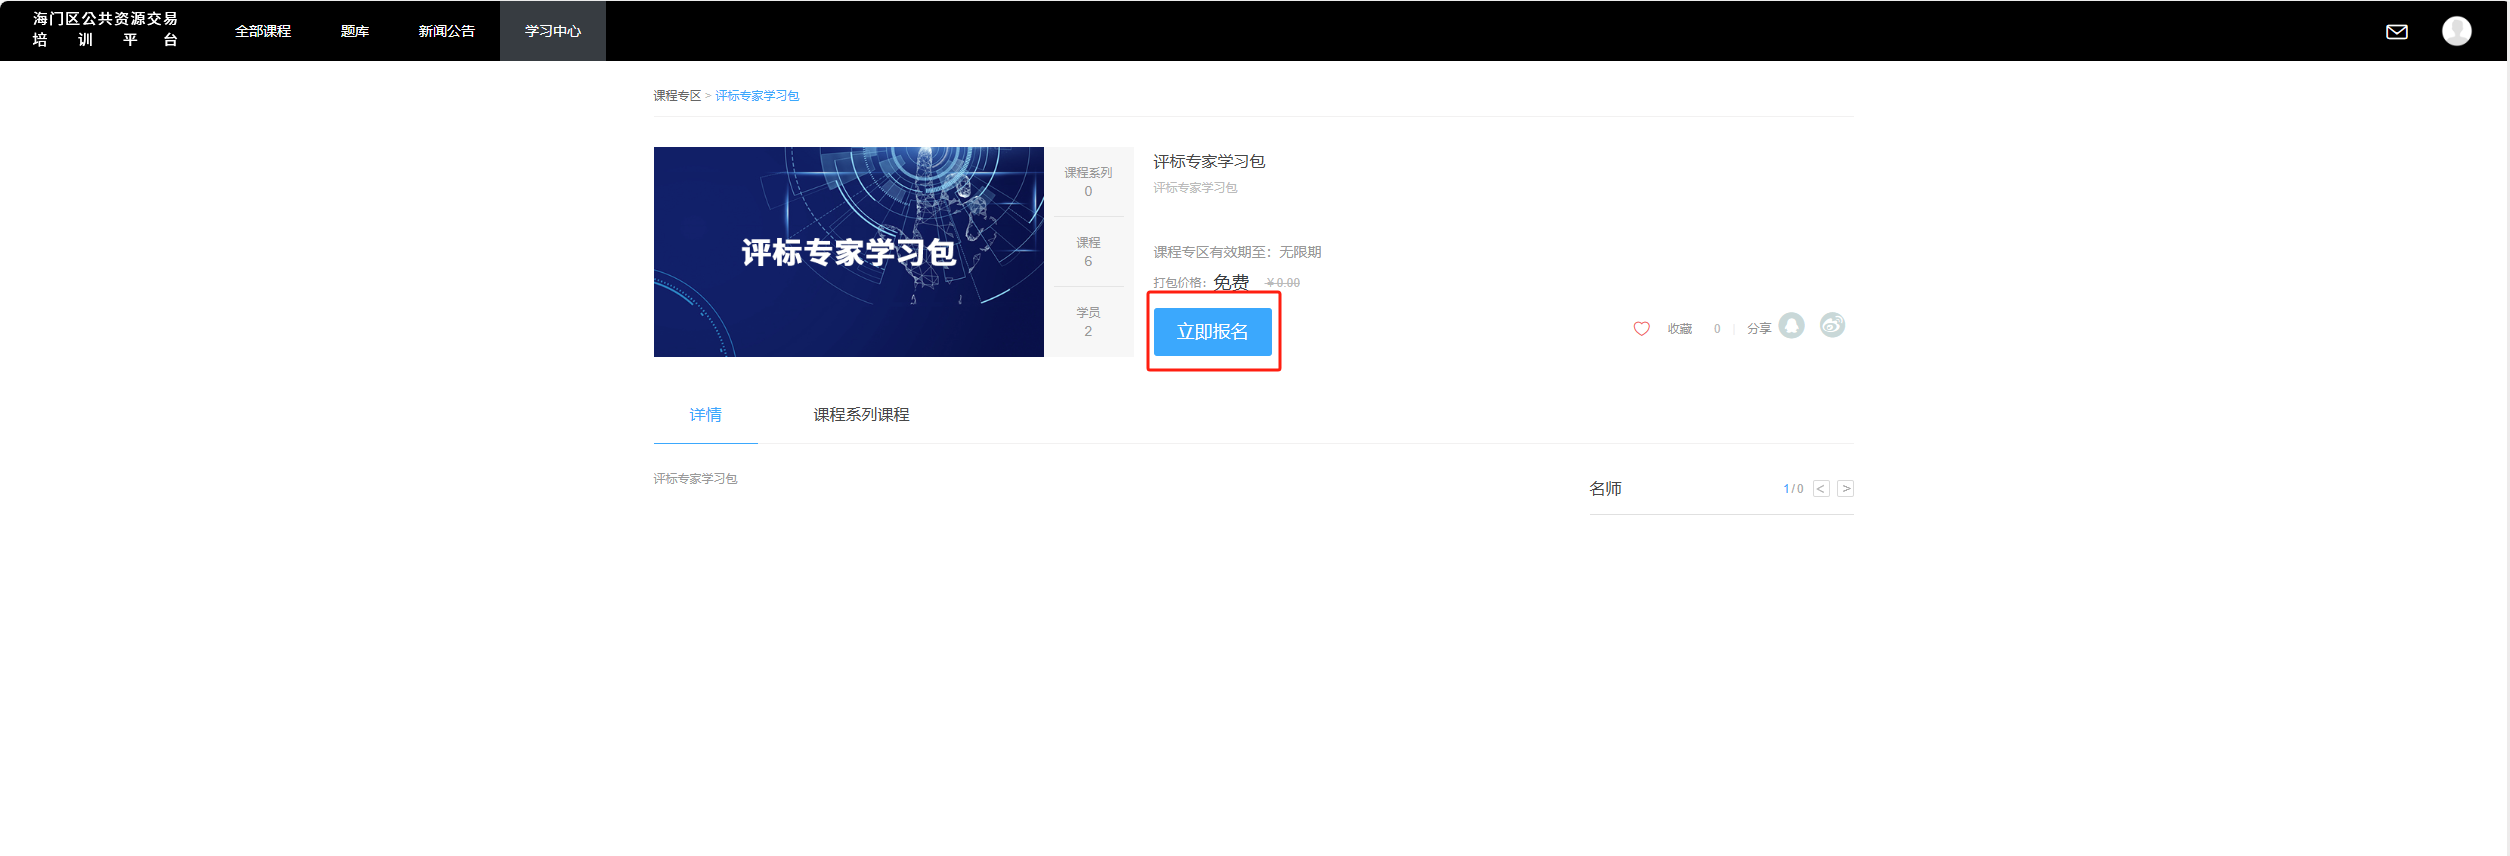 海门区公共资源交易
培训平台
全部课程
题库
新闻公告
学习中心
课程专区 > 评标专家学习包
评标专家学习包
课程系列
0
课程
6
学员
2
评标专家学习包
评标专家学习包
课程专区有效期至：无限期
打包价格：免费 ￥0.00
立即报名
收藏 0 | 分享
详情
课程系列课程
评标专家学习包
名师
1/0 < >